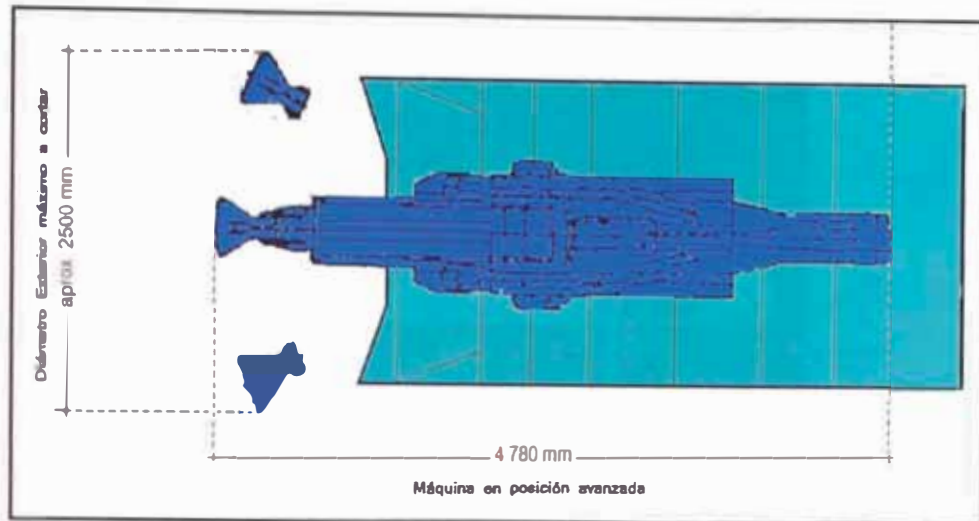 Diámetro Exterior máximo a cortar
aprox 2500 mm
4 780 mm
Máquina en posición avanzada